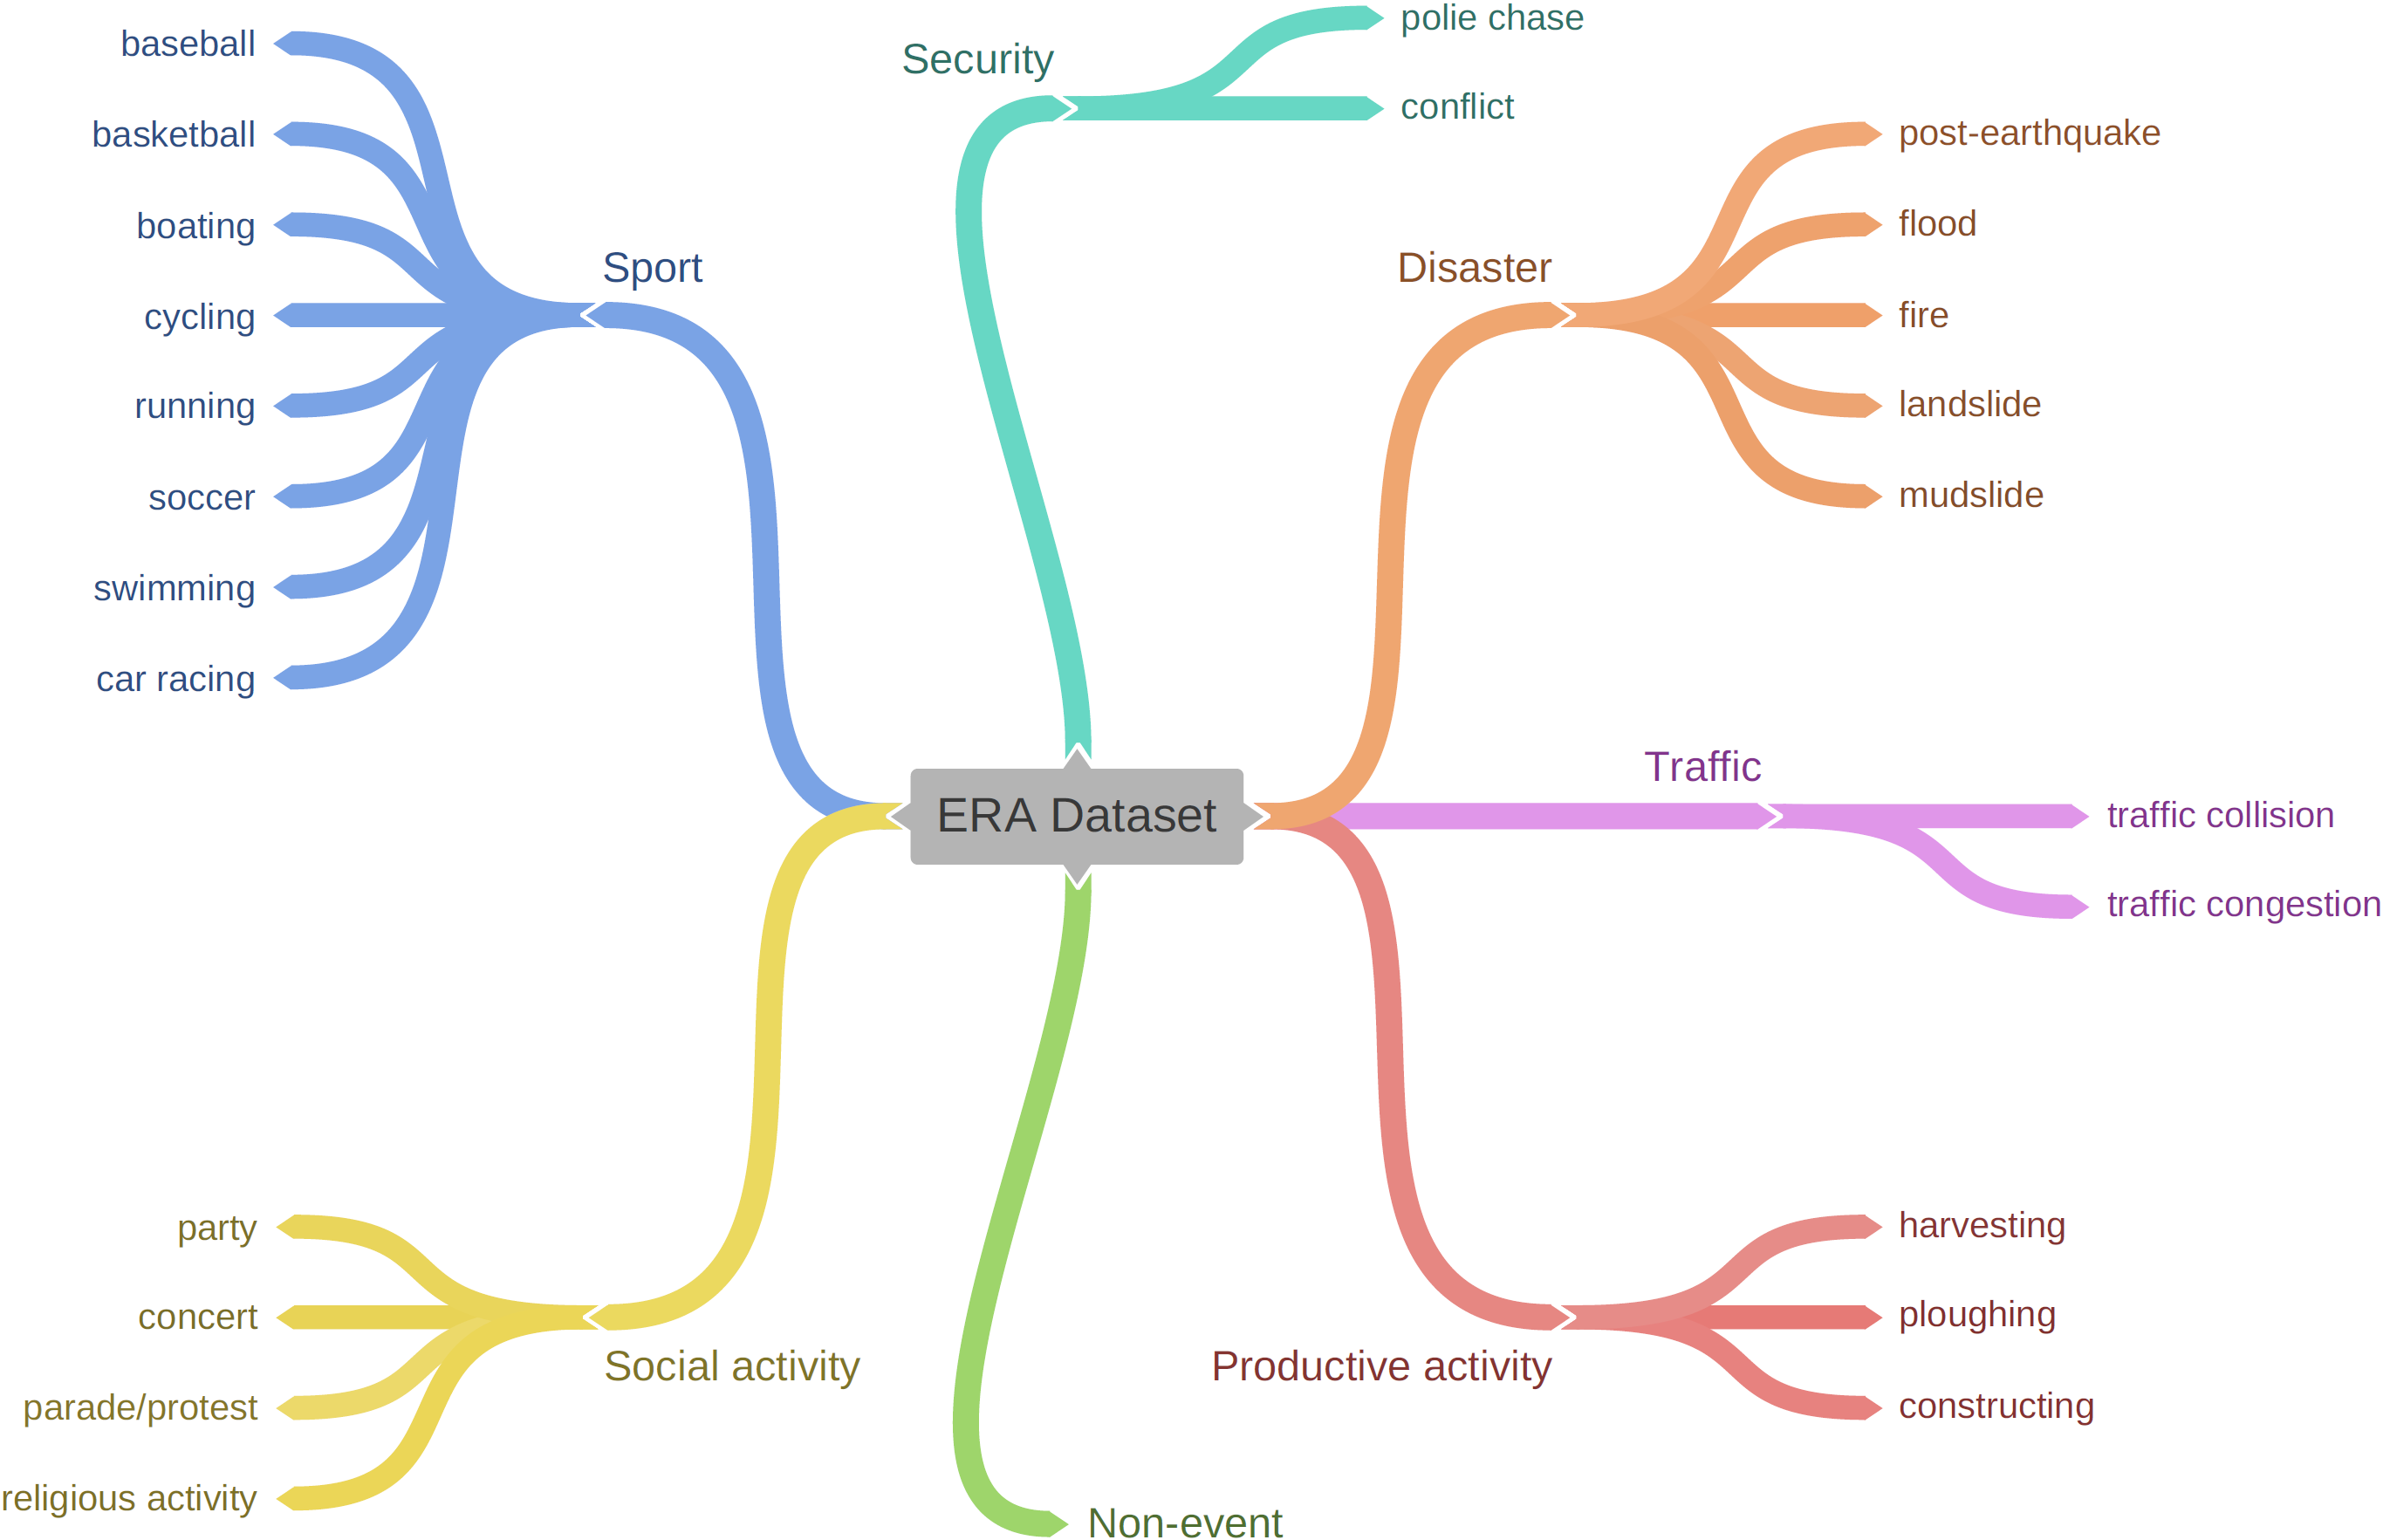 baseball
basketball
boating
cycling
running
soccer
swimming
car racing
Sport
Security
polie chase
conflict
Disaster
post-earthquake
flood
fire
landslide
mudslide
ERA Dataset
Traffic
traffic collision
traffic congestion
party
concert
parade/protest
religious activity
Social activity
Productive activity
harvesting
ploughing
constructing
Non-event